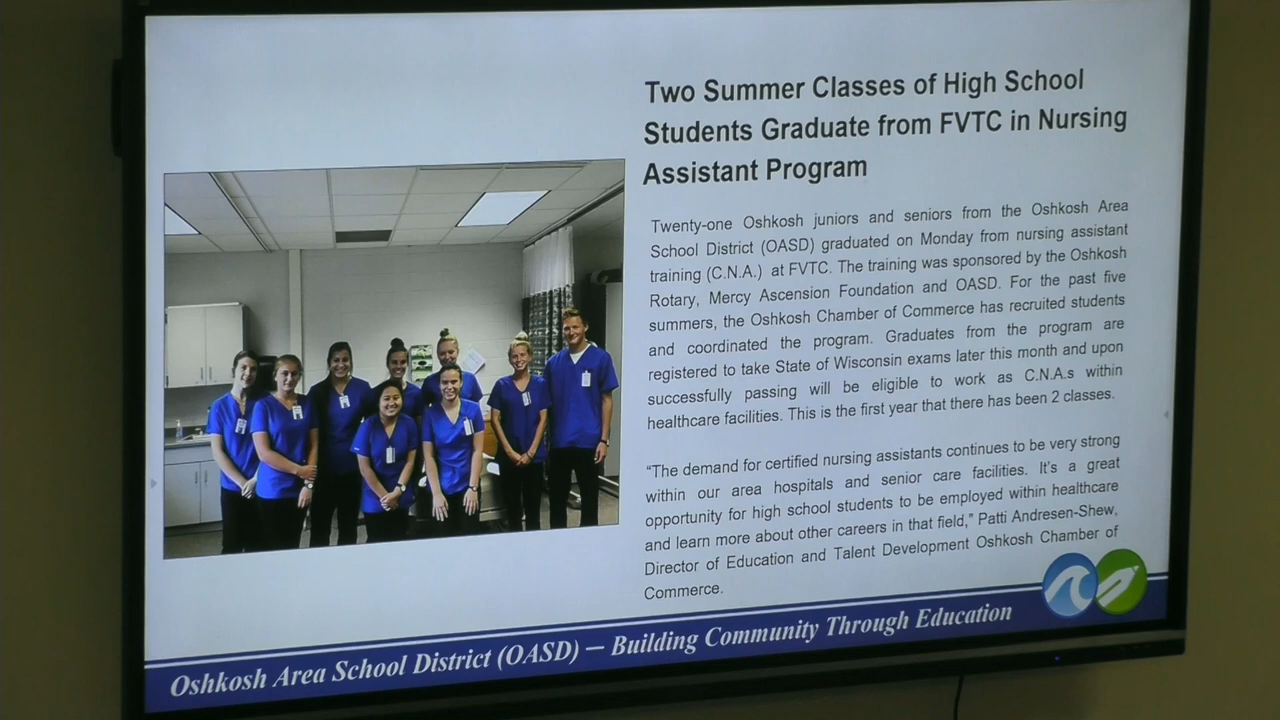 Two Summer Classes of High School
Students Graduate from FVTC in Nursing
Assistant Program
Twenty-one Oshkosh juniors and seniors from the Oshkosh Area
School District (OASD) graduated on Monday from nursing assistant
training (C.N.A.) at FVTC. The training was sponsored by the Oshkosh
Rotary, Mercy Ascension Foundation and OASD. For the past five
summers, the Oshkosh Chamber of Commerce has recruited students
and coordinated the program. Graduates from the program are
registered to take State of Wisconsin exams later this month and upon
successfully passing will be eligible to work as C.N.A.s within
healthcare facilities. This is the first year that there has been 2 classes.
“The demand for certified nursing assistants continues to be very strong
within our area hospitals and senior care facilities. It’s a great
opportunity for high school students to be employed within healthcare
and learn more about other careers in that field,” Patti Andresen-Shew,
Director of Education and Talent Development Oshkosh Chamber of
Commerce.
Oshkosh Area School District (OASD) — Building Community Through Education